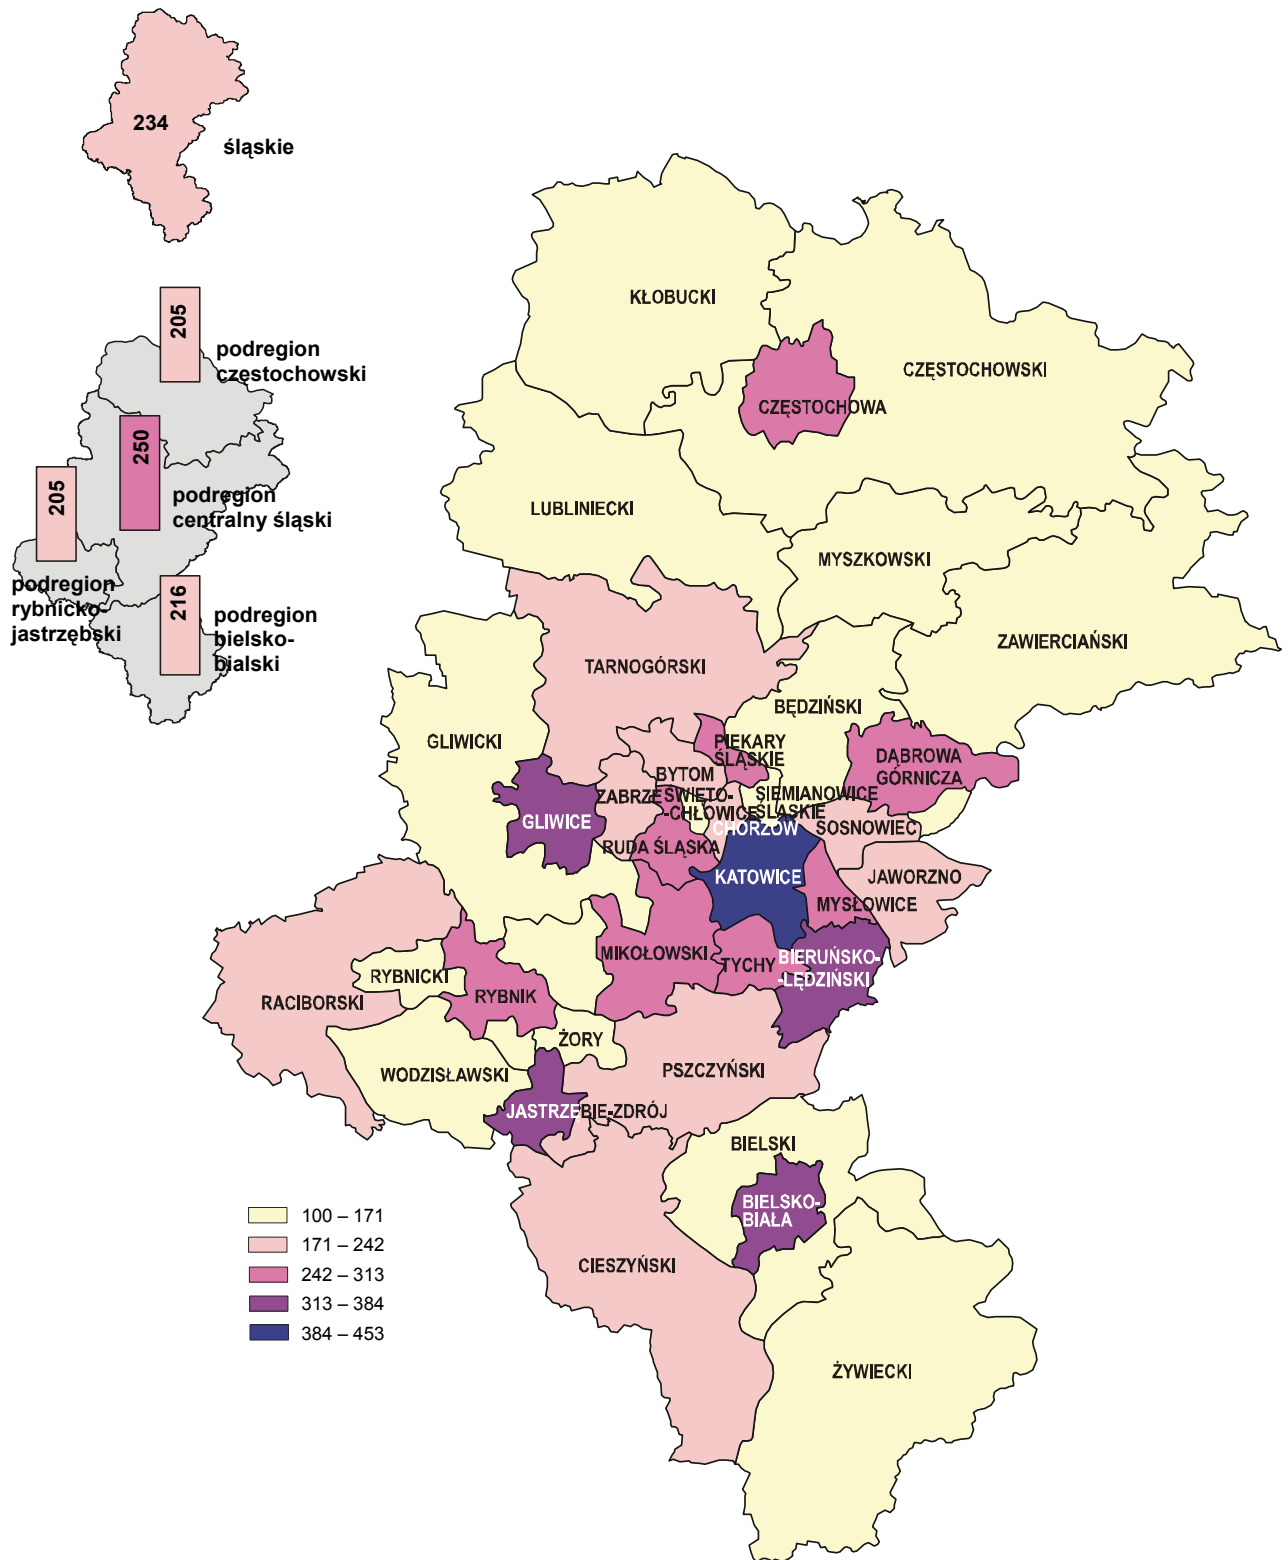 234
śląskie
205
podregion
częstochowski
250
podregion
centralny śląski
205
podregion
rybnicko-
jastrzębski
216
podregion
bielsko-
bialski
KŁOBUCKI
CZĘSTOCHOWSKI
CZĘSTOCHOWA
LUBLINIECKI
MYSZKOWSKI
ZAWIERCIAŃSKI
TARNOGÓRSKI
BĘDZIŃSKI
GLIWICKI
PIEKARY
ŚLĄSKIE
DĄBROWA
GÓRNICZA
BYTOM
ZABRZE
ŚWIĘTO-
-CHŁOWICE
SIEMIANOWICE
ŚLĄSKIE
GLIWICE
CHORZÓW
SOSNOWIEC
RUDA ŚLĄSKA
KATOWICE
JAWORZNO
MYSŁOWICE
MIKOŁOWSKI
TYCHY
BIERUŃSKO-
-LĘDZIŃSKI
RYBNICKI
RYBNIK
RACIBORSKI
ŻORY
WODZISŁAWSKI
PSZCZYŃSKI
JASTRZĘBIE-ZDRÓJ
BIELSKI
BIELSKO-
BIAŁA
CIESZYŃSKI
ŻYWIECKI
100 – 171
171 – 242
242 – 313
313 – 384
384 – 453